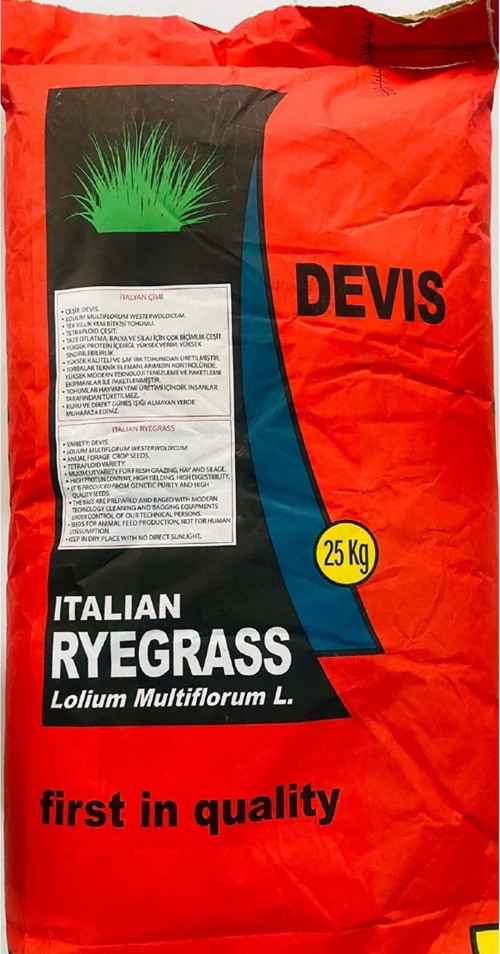 DEVIS
İTALYAN ÇİMİ
• ÇEŞİT: DEVIS.
• LOLIUM MULTIFLORUM WESTERWOLDICUM.
• TEK YILLIK YEM BİTKİSİ TOHUMU.
• TETRAPLOID ÇEŞİT.
• TAZE OTLATMA, BALYA VE SİLAJ İÇİN ÇOK BİÇİMLİK ÇEŞİT.
• YÜKSEK PROTEİN İÇERİĞİ, YÜKSEK VERİM, YÜKSEK
SİNDİRİLEBİLİRLİK.
• YÜKSEK KALİTELİ VE SAF IRK TOHUMDAN ÜRETİLMİŞTİR.
• TORBALAR TEKNİK ELEMANLARIMIZIN KONTROLÜNDE,
YÜKSEK MODERN TEKNOLOJİ TEMİZLEME VE PAKETLEME
EKİPMANLAR İLE PAKETLENMİŞTİR.
• TOHUMLAR HAYVAN YEMİ ÜRETİMİ İÇİNDİR. İNSANLAR
TARAFINDAN TÜKETİLMEZ.
• KURU VE DİREKT GÜNEŞ IŞIĞI ALMAYAN YERDE
MUHAFAZA EDİNİZ.
ITALIAN RYEGRASS
• VARIETY: DEVIS.
• LOLIUM MULTIFLORUM WESTERWOLDICUM.
• ANUAL FORAGE CROP SEEDS.
• TETRAPLOID VARIETY.
• MULTICUT VARIETY FOR FRESH GRAZING, HAY AND SILAGE.
• HIGH PROTEIN CONTENT, HIGH YIELDING, HIGH DIGESTIBILITY.
• IT IS PRODUCED FROM GENETIC PURITY AND HIGH
QUALITY SEEDS.
• THE BAGS ARE PREPARED AND BAGED WITH MODERN
TECHNOLOGY CLEANING AND BAGGING EQUIPMENTS
UNDER CONTROL OF OUR TECHNICAL PERSONS.
• SEEDS FOR ANIMAL FEED PRODUCTION, NOT FOR HUMAN
CONSUMPTION.
• KEEP IN DRY PLACE WITH NO DIRECT SUNLIGHT.
25 Kg
ITALIAN
RYEGRASS
Lolium Multiflorum L.
first in quality